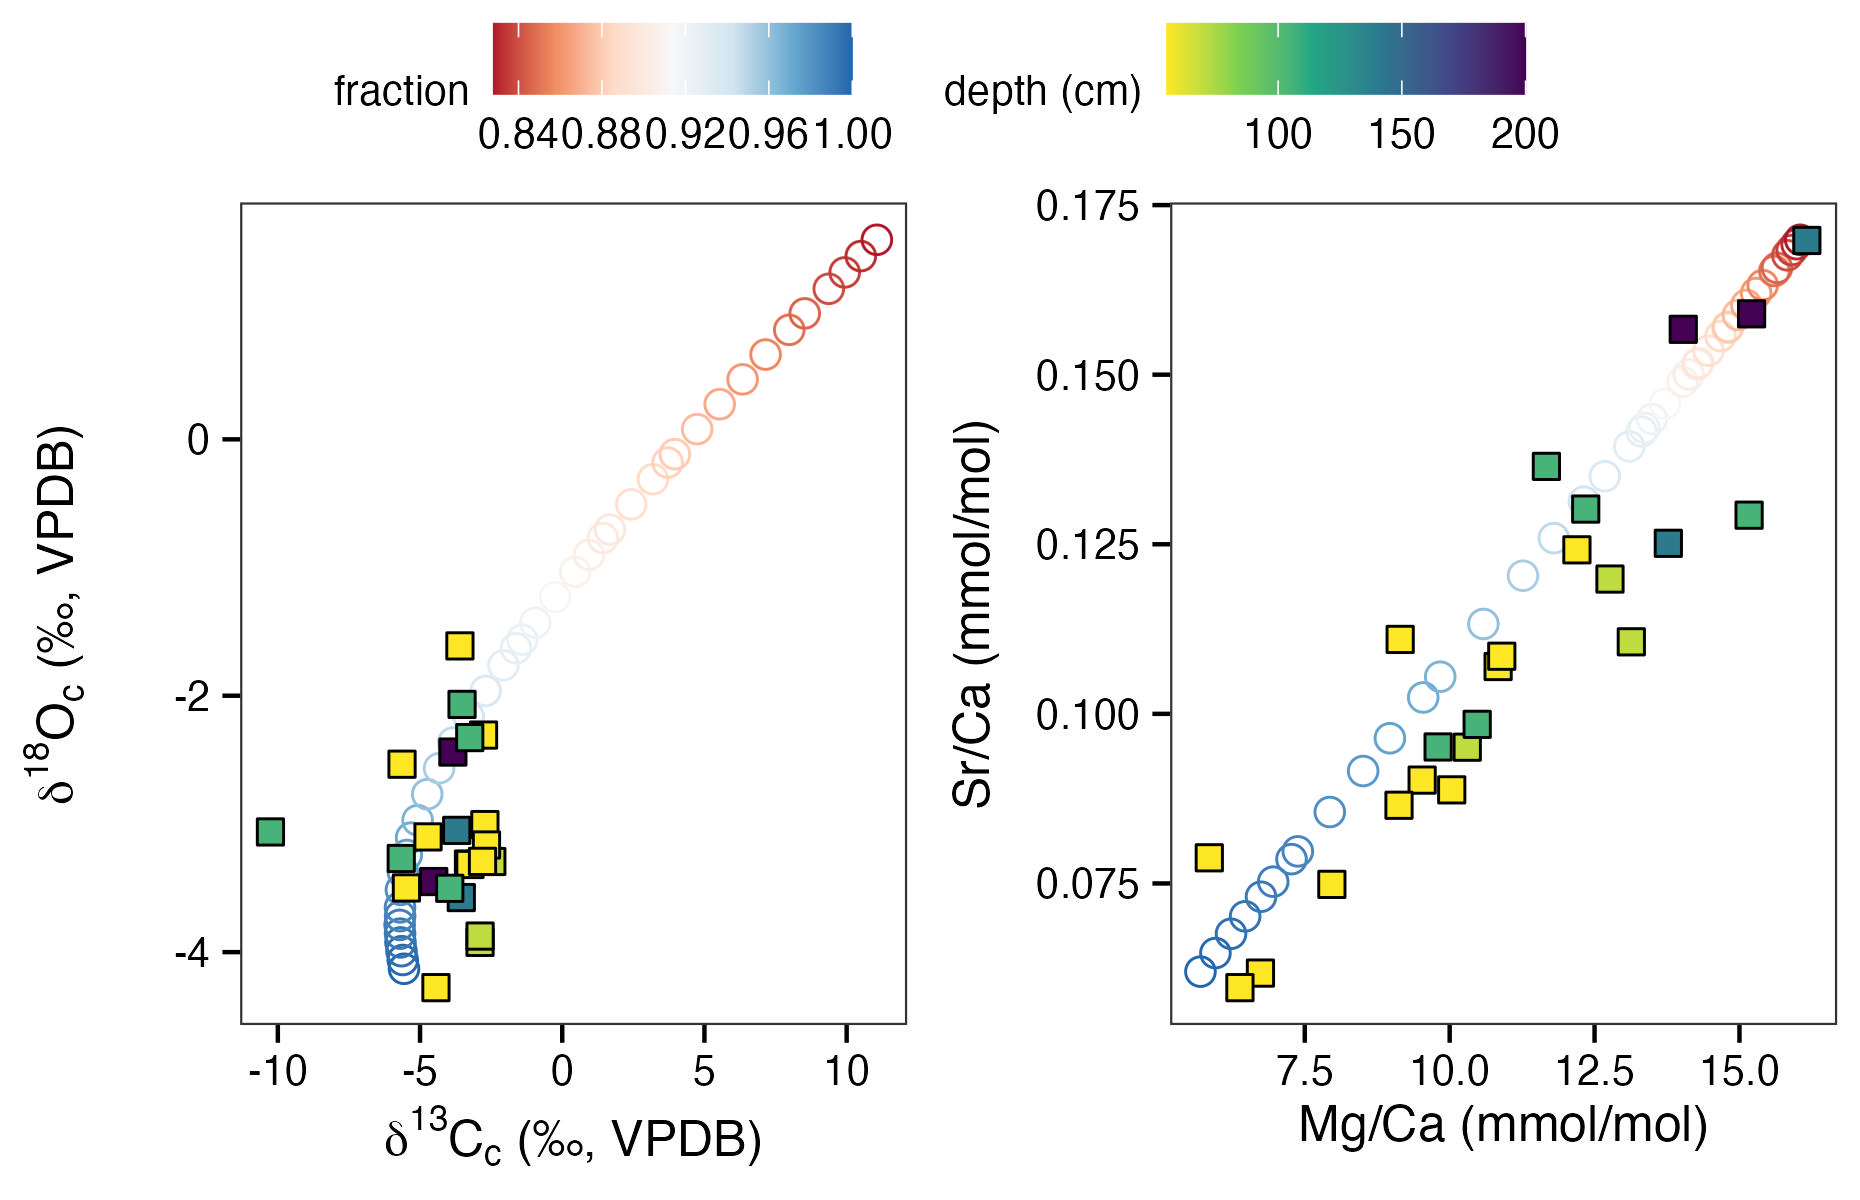 fraction
0.84 0.88 0.92 0.96 1.00
depth (cm)
100 150 200
δ18Oc (‰, VPDB)
0
-2
-4
-10 -5 0 5 10
δ13Cc (‰, VPDB)
Sr/Ca (mmol/mol)
0.175
0.150
0.125
0.100
0.075
7.5 10.0 12.5 15.0
Mg/Ca (mmol/mol)